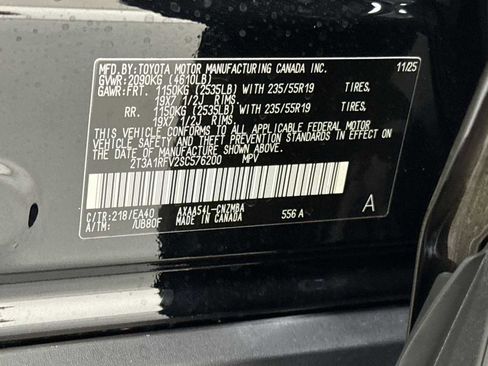 MFD.BY:TOYOTA MOTOR MANUFACTURING CANADA INC. 11/25
GVWR: 2090KG (4610LB)
GAWR:FRT. 1150KG (2535LB) WITH 235/55R19 TIRES,
19X7 1/2J RIMS.
RR. 1150KG (2535LB) WITH 235/55R19 TIRES,
19X7 1/2J RIMS.
THIS VEHICLE CONFORMS TO ALL APPLICABLE FEDERAL MOTOR
VEHICLE SAFETY AND BUMPER STANDARDS IN EFFECT ON
THE DATE OF MANUFACTURE SHOWN ABOVE.
2T3A1RFV2SC576200 MPV
A
C/TR:218/EA40 AXAA54L-CNZMBA
A/TM: /UB80F MADE IN CANADA 556A